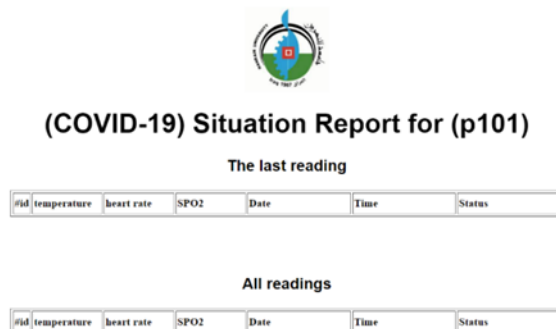 (COVID-19) Situation Report for (p101)
The last reading
#id temperature heart rate SPO2 Date Time Status
All readings
#id temperature heart rate SPO2 Date Time Status